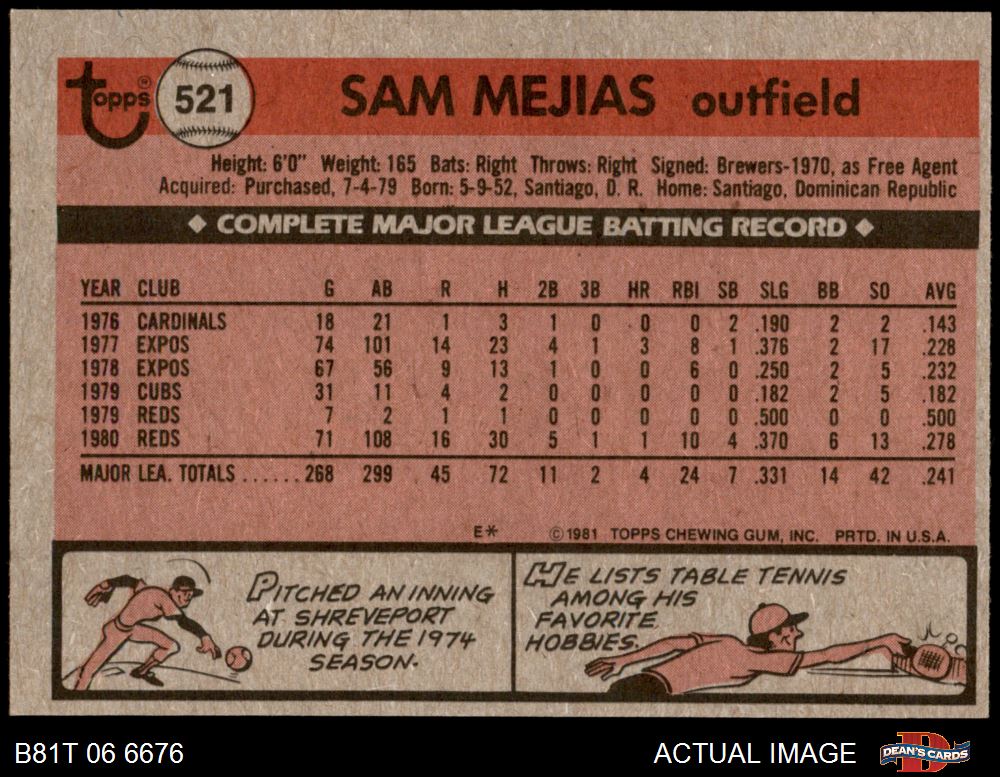 Topps ® 521 SAM MEJIAS outfield
Height: 6'0" Weight: 165 Bats: Right Throws: Right Signed: Brewers-1970, as Free Agent
Acquired: Purchased, 7-4-79 Born: 5-9-52, Santiago, D. R. Home: Santiago, Dominican Republic
◆ COMPLETE MAJOR LEAGUE BATTING RECORD ◆
YEAR CLUB G AB R H 2B 3B HR RBI SB SLG BB SO AVG
1976 CARDINALS 18 21 1 3 1 0 0 0 2 .190 2 2 .143
1977 EXPOS 74 101 14 23 4 1 3 8 1 .376 2 17 .228
1978 EXPOS 67 56 9 13 1 0 0 6 0 .250 2 5 .232
1979 CUBS 31 11 4 2 0 0 0 0 0 .182 2 5 .182
1979 REDS 7 2 1 1 0 0 0 0 0 .500 0 0 .500
1980 REDS 71 108 16 30 5 1 1 10 4 .370 6 13 .278
MAJOR LEA. TOTALS ...... 268 299 45 72 11 2 4 24 7 .331 14 42 .241
E* ©1981 TOPPS CHEWING GUM, INC. PRTD. IN U.S.A.
PITCHED AN INNING
AT SHREVEPORT
DURING THE 1974
SEASON.
HE LISTS TABLE TENNIS
AMONG HIS
FAVORITE
HOBBIES.
B81T 06 6676 ACTUAL IMAGE DEAN'S CARDS